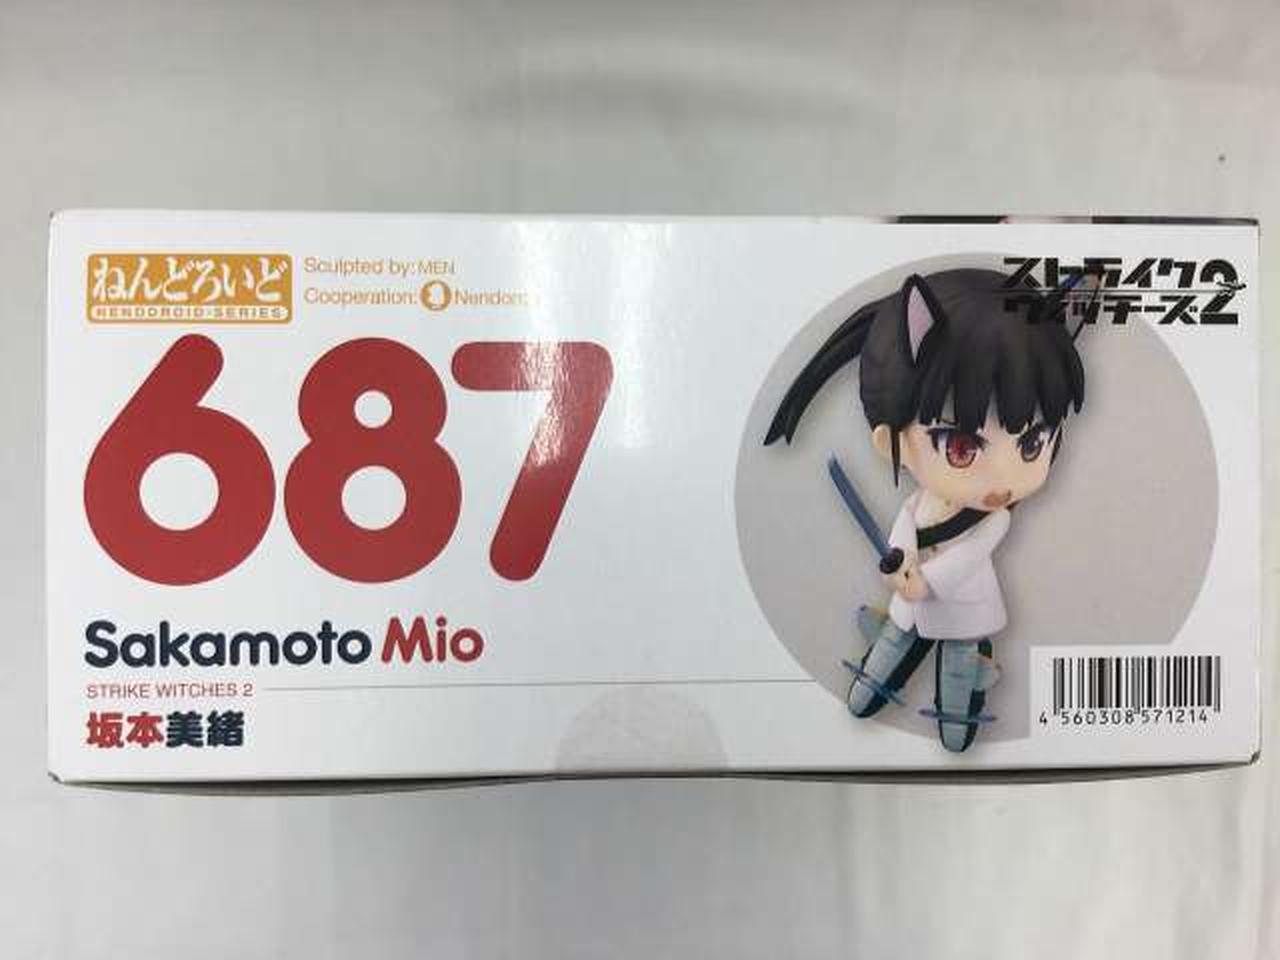 ねんどろいど
NENDOROID SERIES
Sculpted by: MEN
Cooperation:
687
Sakamoto Mio
STRIKE WITCHES 2
坂本美緒
ストライク
ウィッチーズ2
4 560308 571214